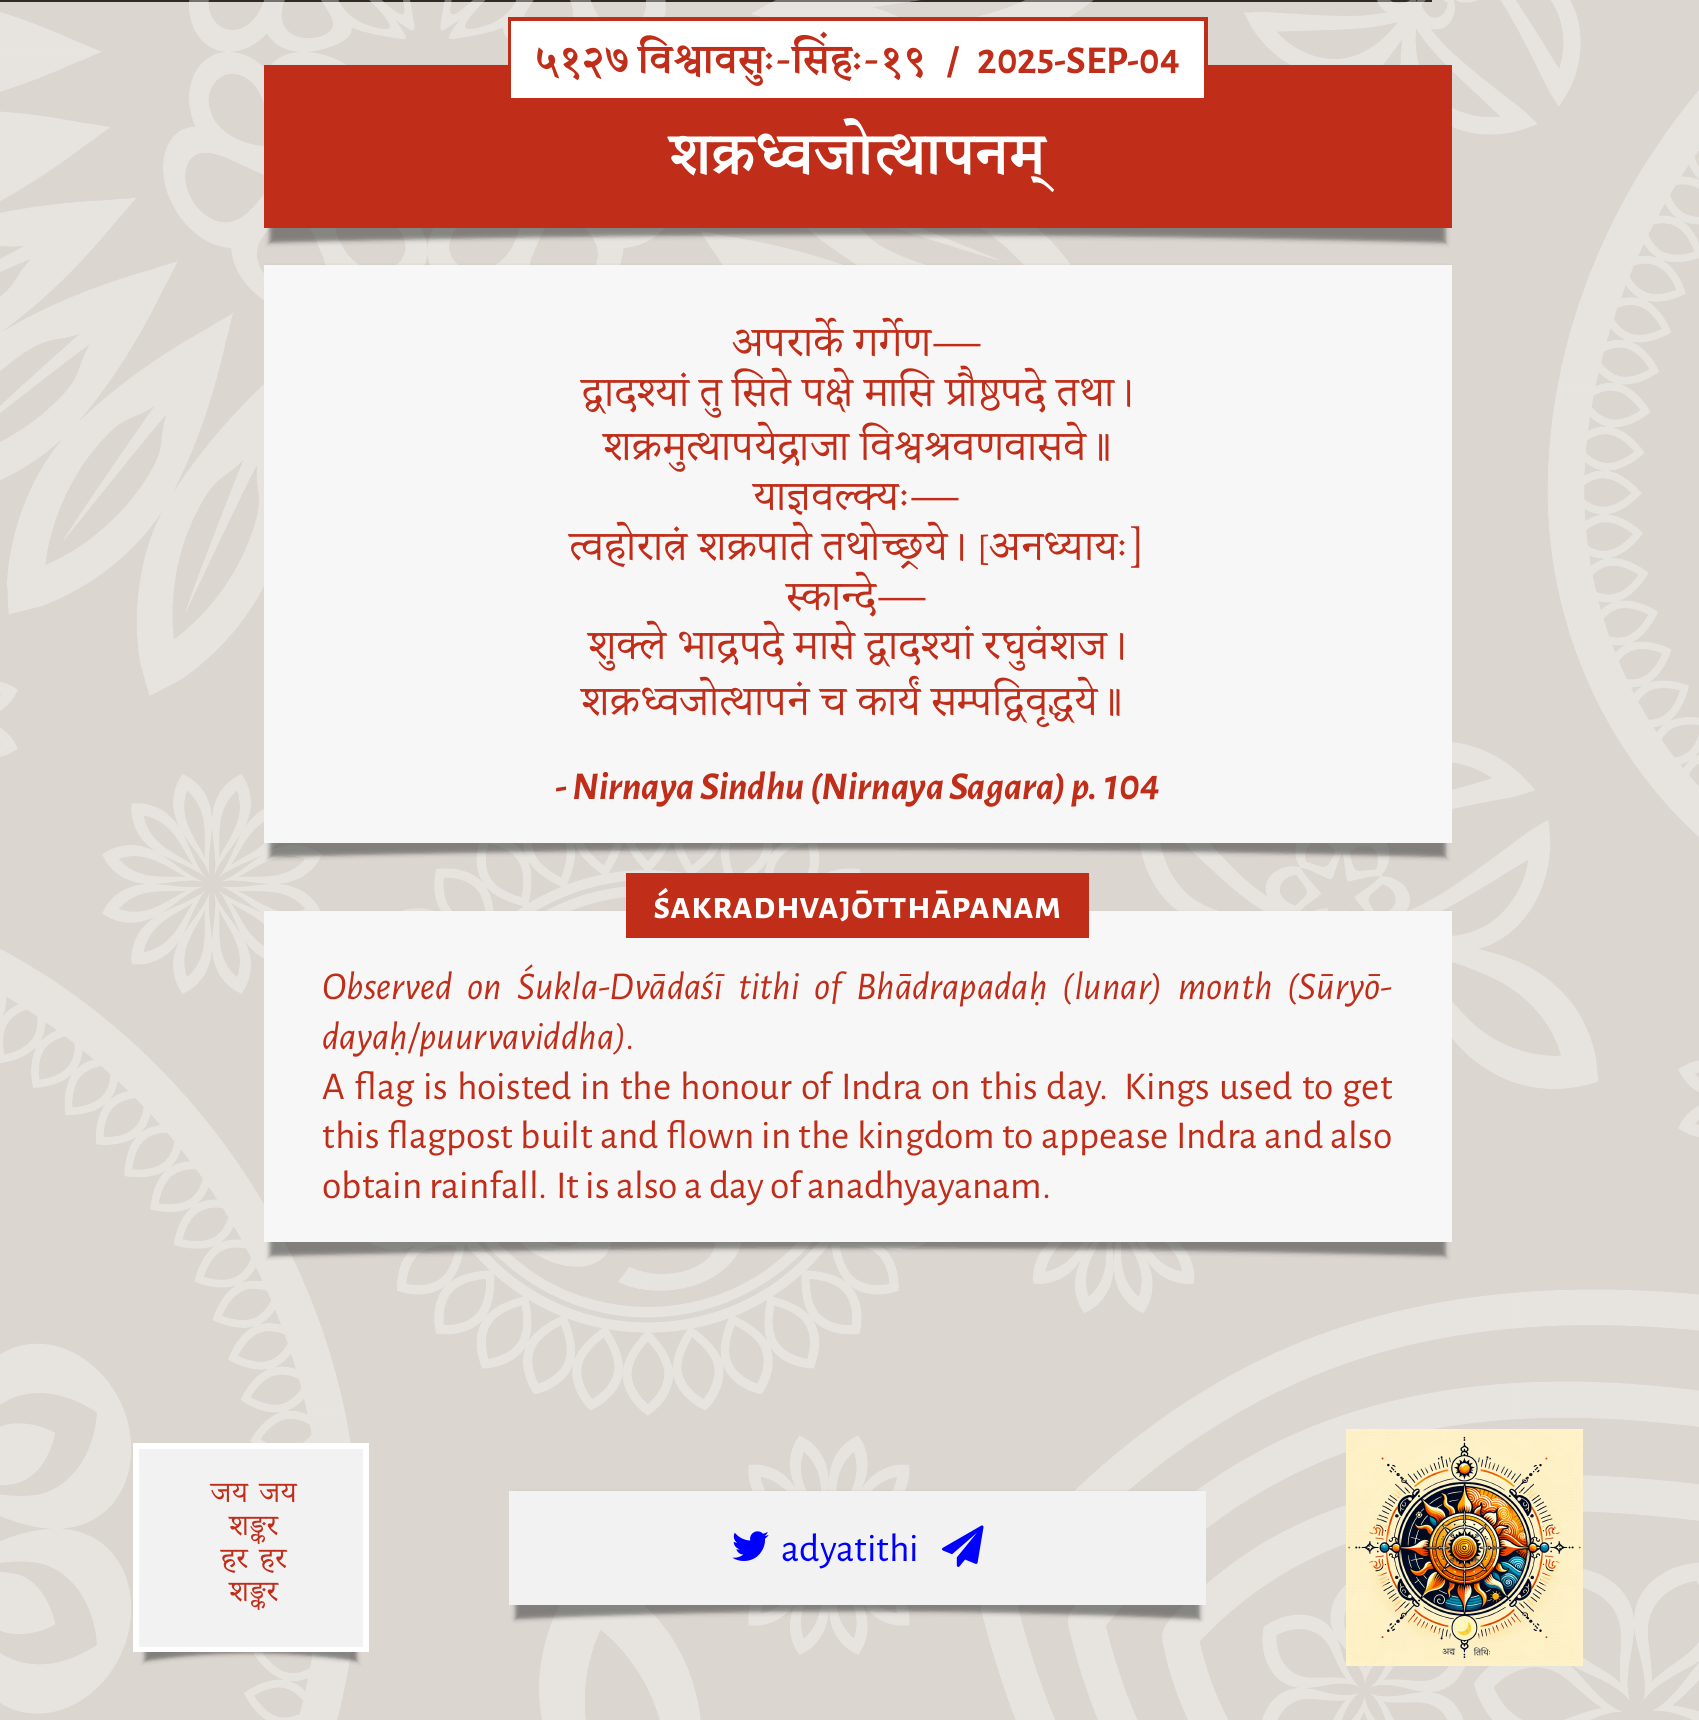 ५१२७ विश्वावसुः-सिंहः-१९ / 2025-SEP-04
शक्रध्वजोत्थापनम्
अपरार्के गर्गेण—
द्वादश्यां तु सिते पक्षे मासि प्रौष्ठपदे तथा।
शक्रमुत्थापयेद्राजा विश्वश्रवणवासवे॥
याज्ञवल्क्यः—
त्वहोरात्रं शक्रपाते तथोच्छ्रये। [अनध्यायः]
स्कान्दे—
शुक्ले भाद्रपदे मासे द्वादश्यां रघुवंशज।
शक्रध्वजोत्थापनं च कार्यं सम्पद्विवृद्धये॥
- Nirnaya Sindhu (Nirnaya Sagara) p. 104
ŚAKRADHVAJŌTTHĀPANAM
Observed on Śukla-Dvādaśī tithi of Bhādrapadaḥ (lunar) month (Sūryō-
dayaḥ/puurvaviddha).
A flag is hoisted in the honour of Indra on this day. Kings used to get
this flagpost built and flown in the kingdom to appease Indra and also
obtain rainfall. It is also a day of anadhyayanam.
जय जय
शङ्कर
हर हर
शङ्कर
adyatithi
अद्य तिथिः